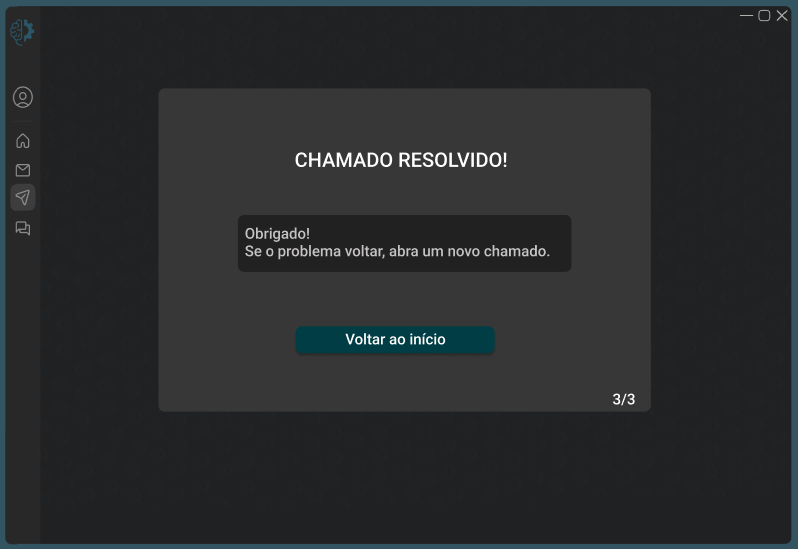 CHAMADO RESOLVIDO!
Obrigado!
Se o problema voltar, abra um novo chamado.
Voltar ao início
3/3